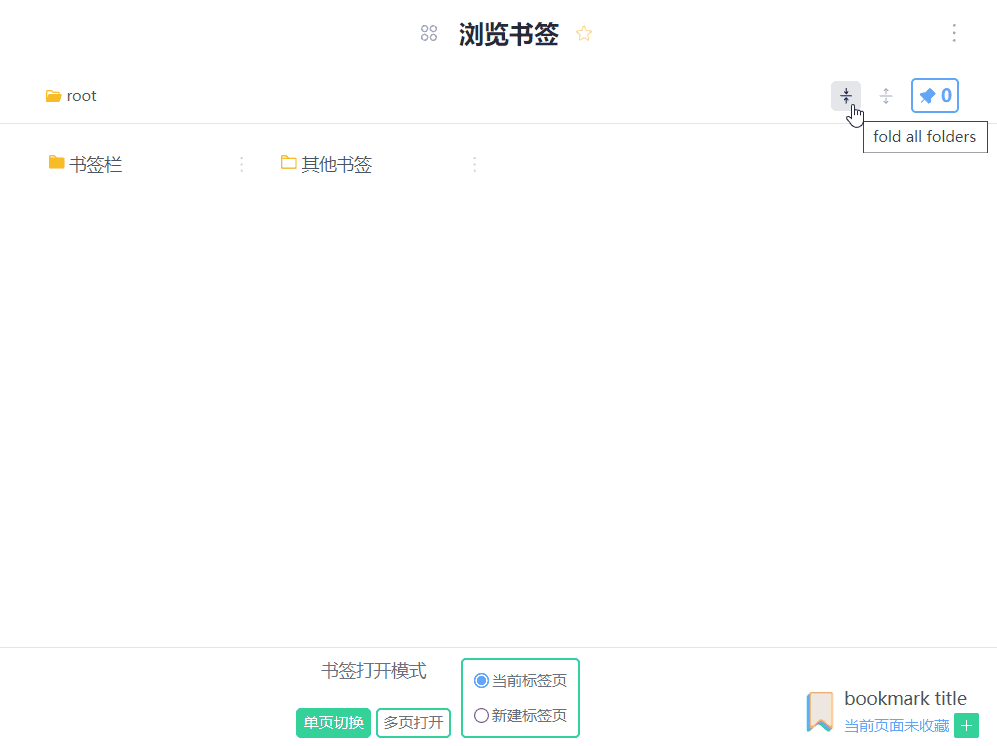 浏览书签
root
0
fold all folders
书签栏
其他书签
书签打开模式
单页切换
多页打开
当前标签页
新建标签页
bookmark title
当前页面未收藏